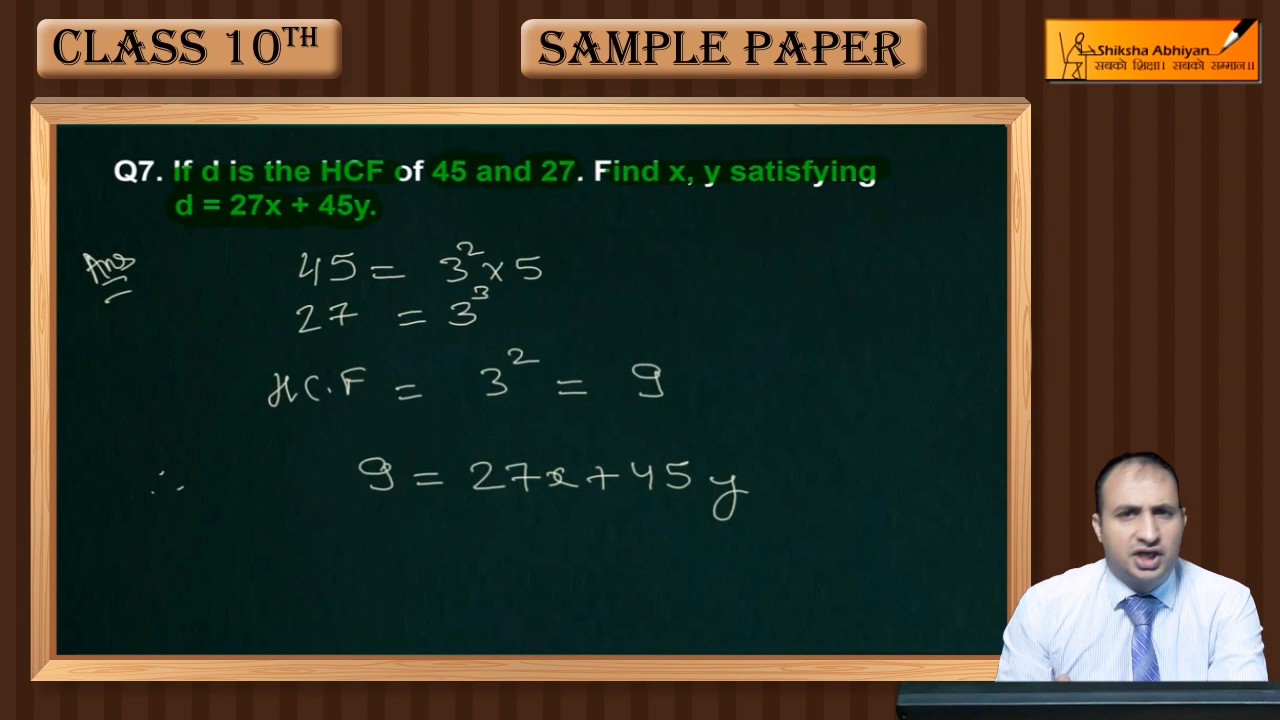 CLASS 10TH
SAMPLE PAPER
Shiksha Abhiyan
सबको शिक्षा। सबको सम्मान॥
Q7. If d is the HCF of 45 and 27. Find x, y satisfying
d = 27x + 45y.
Ans
45 = 3²×5
27 = 3³
H.C.F = 3² = 9
∴ 9 = 27x + 45y